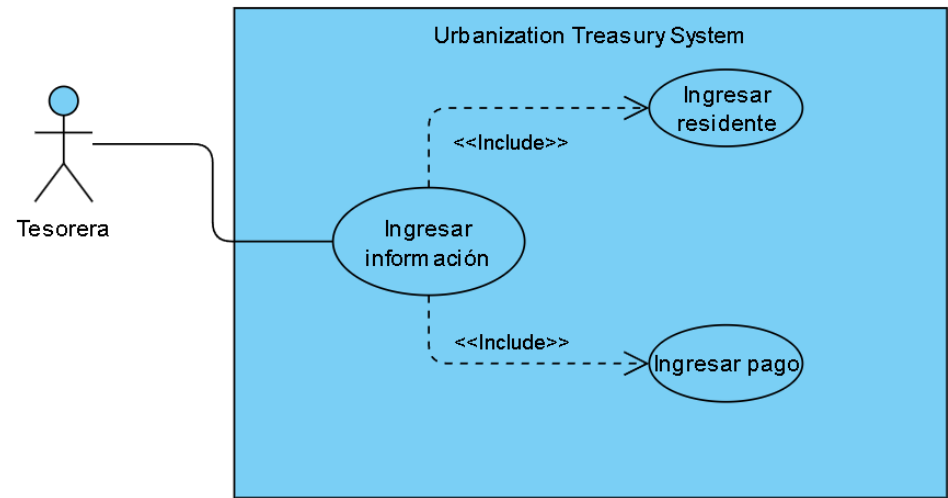 Urbanization Treasury System
Ingresar
residente
<<Include>>
Tesorera
Ingresar
información
<<Include>>
Ingresar pago